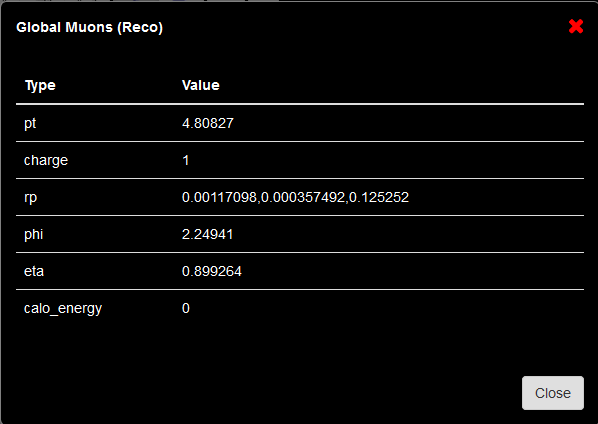 Global Muons (Reco)
Type Value
pt 4.80827
charge 1
rp 0.00117098,0.000357492,0.125252
phi 2.24941
eta 0.899264
calo_energy 0
Close